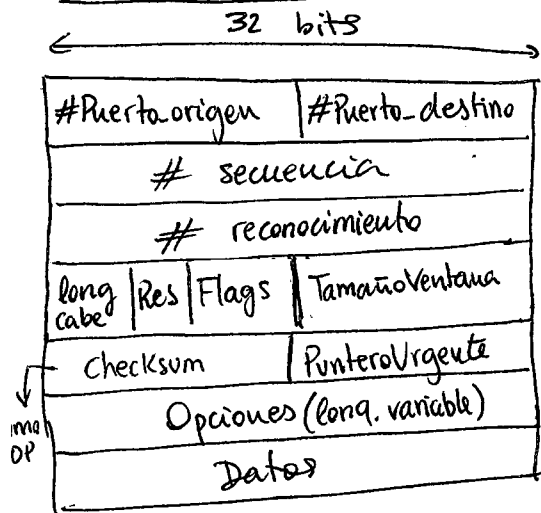 32 bits
#Puerto_origen #Puerto_destino
# secuencia
# reconocimiento
long cabe Res Flags TamañoVentana
checksum PunteroUrgente
Opciones (long. variable)
Datos